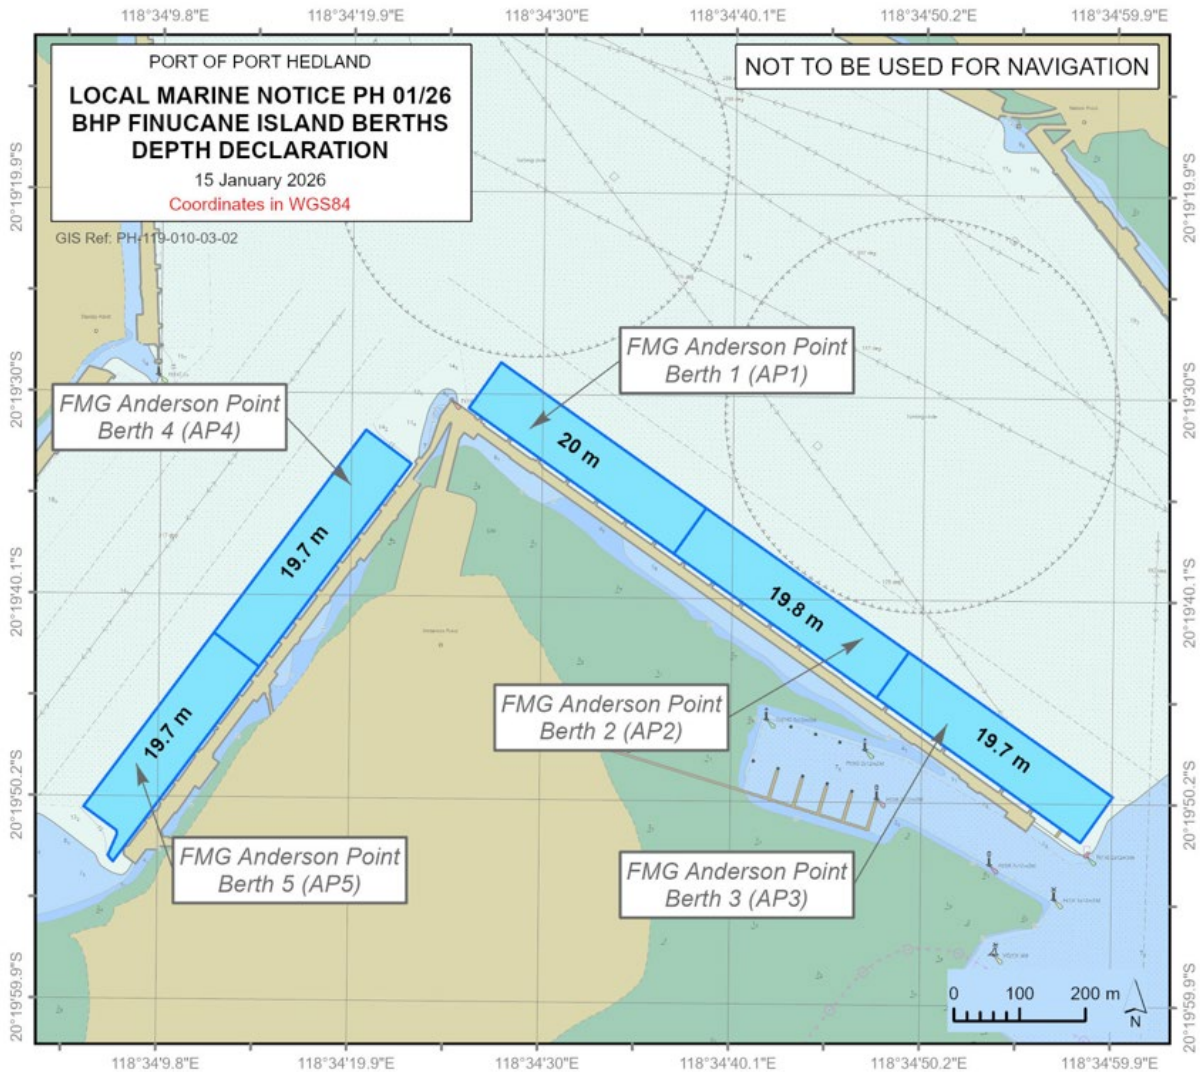 118°34'9.8"E 118°34'19.9"E 118°34'30"E 118°34'40.1"E 118°34'50.2"E 118°34'59.9"E
PORT OF PORT HEDLAND
LOCAL MARINE NOTICE PH 01/26
BHP FINUCANE ISLAND BERTHS
DEPTH DECLARATION
15 January 2026
Coordinates in WGS84
GIS Ref: PH-119-010-03-02
NOT TO BE USED FOR NAVIGATION
20°19'19.9"S
20°19'19.9"S
FMG Anderson Point
Berth 1 (AP1)
20°19'30"S
20°19'30"S
FMG Anderson Point
Berth 4 (AP4)
20 m
19.7 m
20°19'40.1"S
20°19'40.1"S
19.8 m
Anderson Point
FMG Anderson Point
Berth 2 (AP2)
19.7 m
19.7 m
20°19'50.2"S
20°19'50.2"S
FMG Anderson Point
Berth 5 (AP5)
FMG Anderson Point
Berth 3 (AP3)
20°19'59.9"S
20°19'59.9"S
0 100 200 m
N
118°34'9.8"E 118°34'19.9"E 118°34'30"E 118°34'40.1"E 118°34'50.2"E 118°34'59.9"E